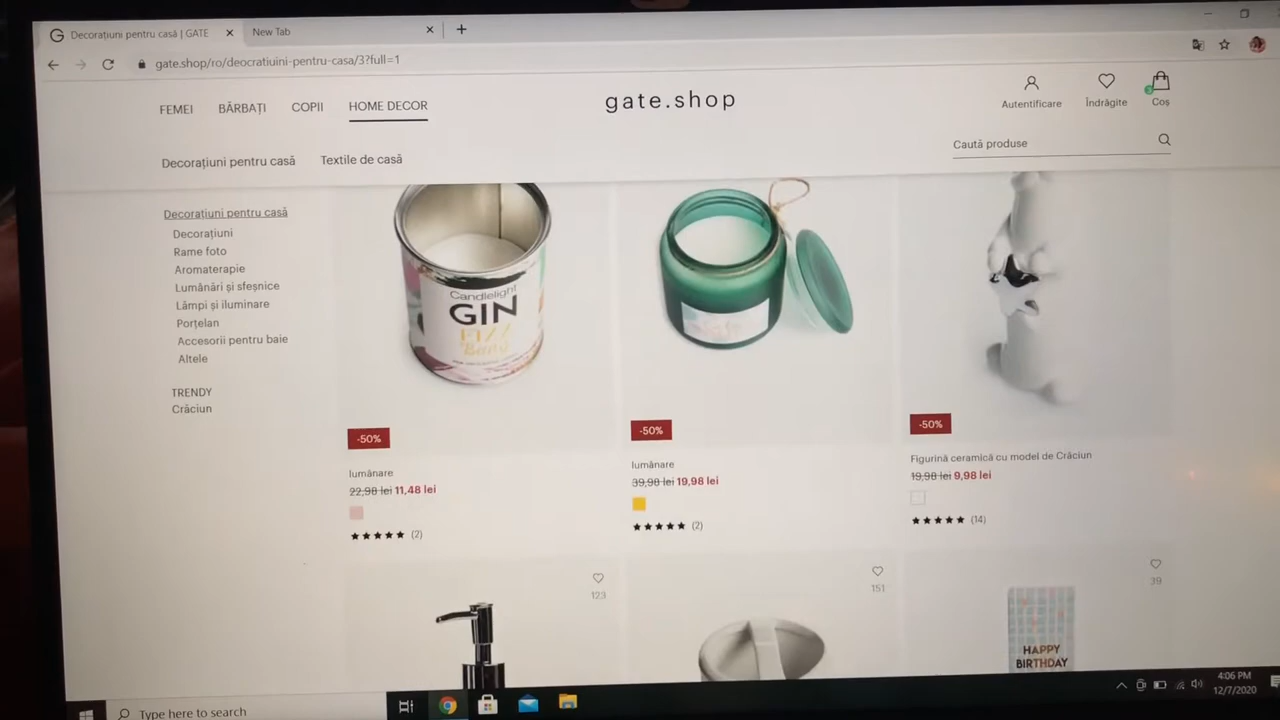 Decorațiuni pentru casă | GATE
New Tab
gate.shop/ro/deocratiuini-pentru-casa/3?full=1
FEMEI
BĂRBAȚI
COPII
HOME DECOR
gate.shop
Autentificare
Îndrăgite
Coș
Decorațiuni pentru casă
Textile de casă
Caută produse
Decorațiuni pentru casă
Decorațiuni
Rame foto
Aromaterapie
Lumânări și sfeșnice
Lămpi și iluminare
Porțelan
Accesorii pentru baie
Altele
TRENDY
Crăciun
Candlelight
GIN
FIZZ
Baby
-50%
lumânare
22,98 lei 11,48 lei
(2)
-50%
lumânare
39,98 lei 19,98 lei
(2)
-50%
Figurină ceramică cu model de Crăciun
19,98 lei 9,98 lei
(14)
123
151
39
HAPPY
BIRTHDAY
Type here to search
4:06 PM
12/7/2020